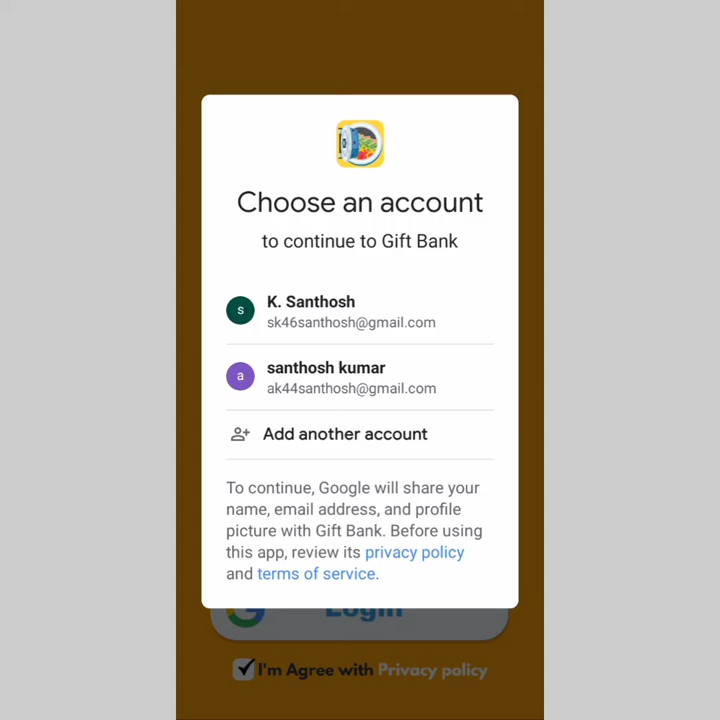 Choose an account
to continue to Gift Bank
s
K. Santhosh
sk46santhosh@gmail.com
a
santhosh kumar
ak44santhosh@gmail.com
Add another account
To continue, Google will share your
name, email address, and profile
picture with Gift Bank. Before using
this app, review its privacy policy
and terms of service.
Login
I'm Agree with Privacy policy